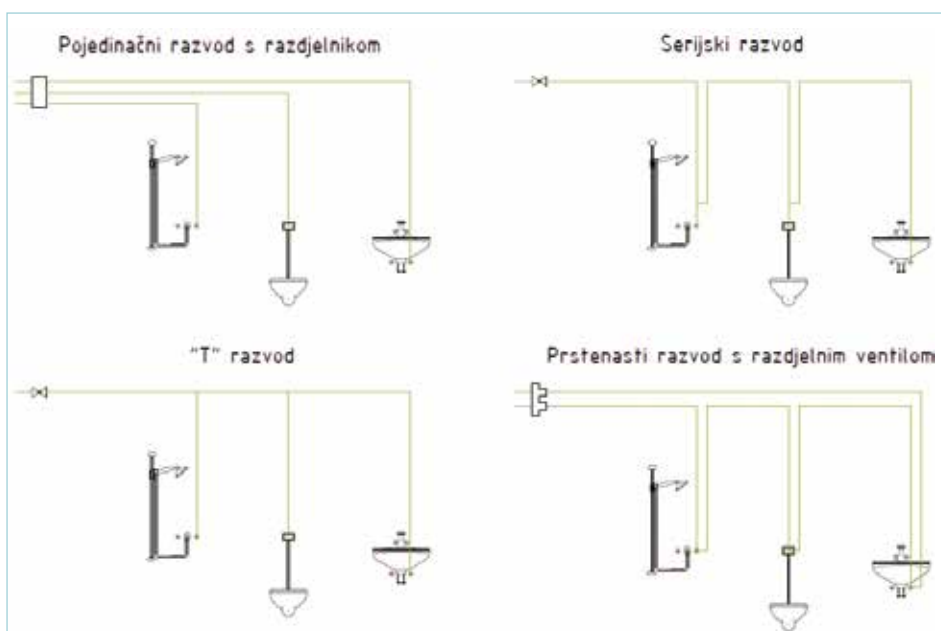 Pojedinačni razvod s razdjelnikom
Serijski razvod
"T" razvod
Prstenasti razvod s razdjelnim ventilom